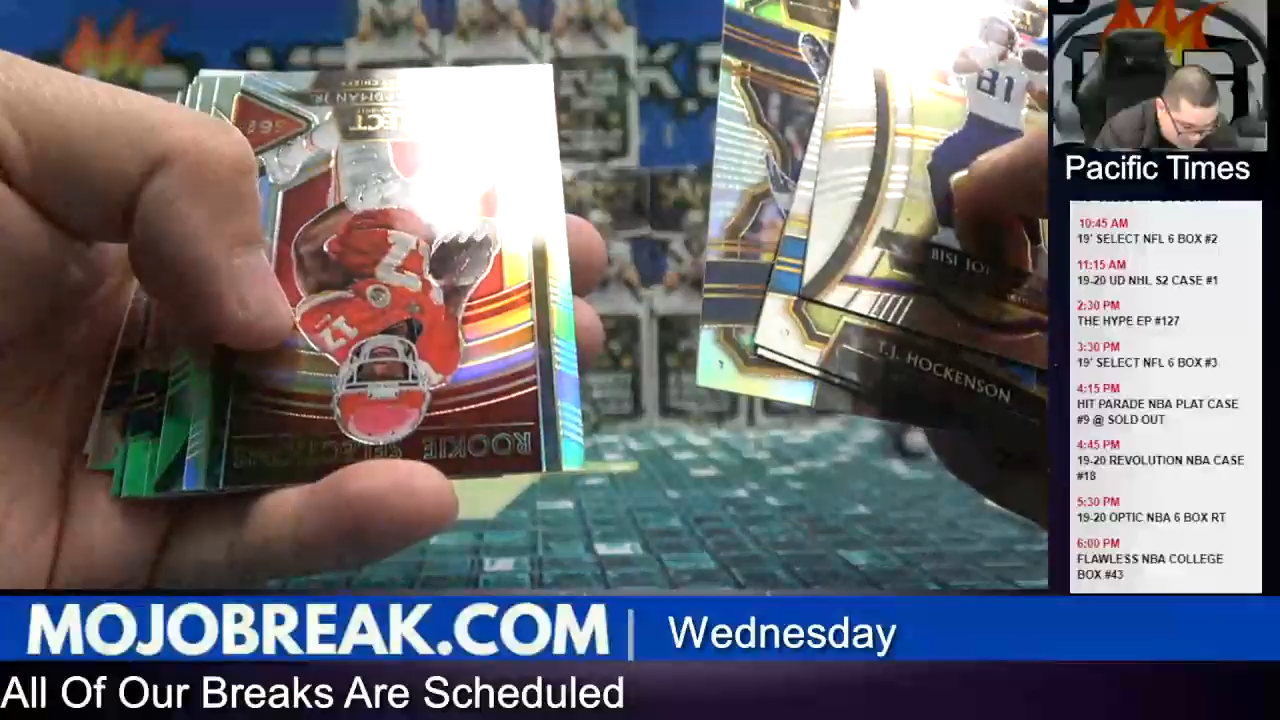 81
BISI JO
T.J. HOCKENSON
ROOKIE SELECTIONS
17
Pacific Times
10:45 AM
19' SELECT NFL 6 BOX #2
11:15 AM
19-20 UD NHL S2 CASE #1
2:30 PM
THE HYPE EP #127
3:30 PM
19' SELECT NFL 6 BOX #3
4:15 PM
HIT PARADE NBA PLAT CASE
#9 @ SOLD OUT
4:45 PM
19-20 REVOLUTION NBA CASE
#18
5:30 PM
19-20 OPTIC NBA 6 BOX RT
6:00 PM
FLAWLESS NBA COLLEGE
BOX #43
MOJOBREAK.COM | Wednesday
All Of Our Breaks Are Scheduled